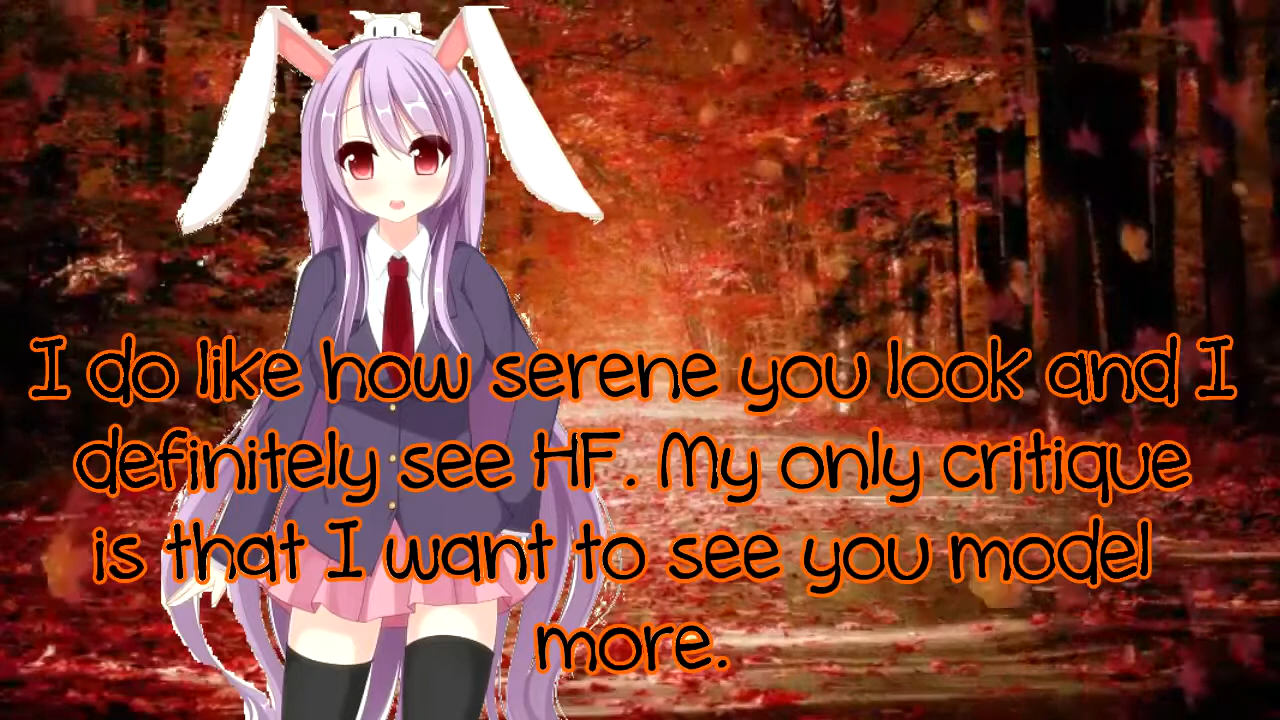 I do like how serene you look and I
definitely see HF. My only critique
is that I want to see you model
more.